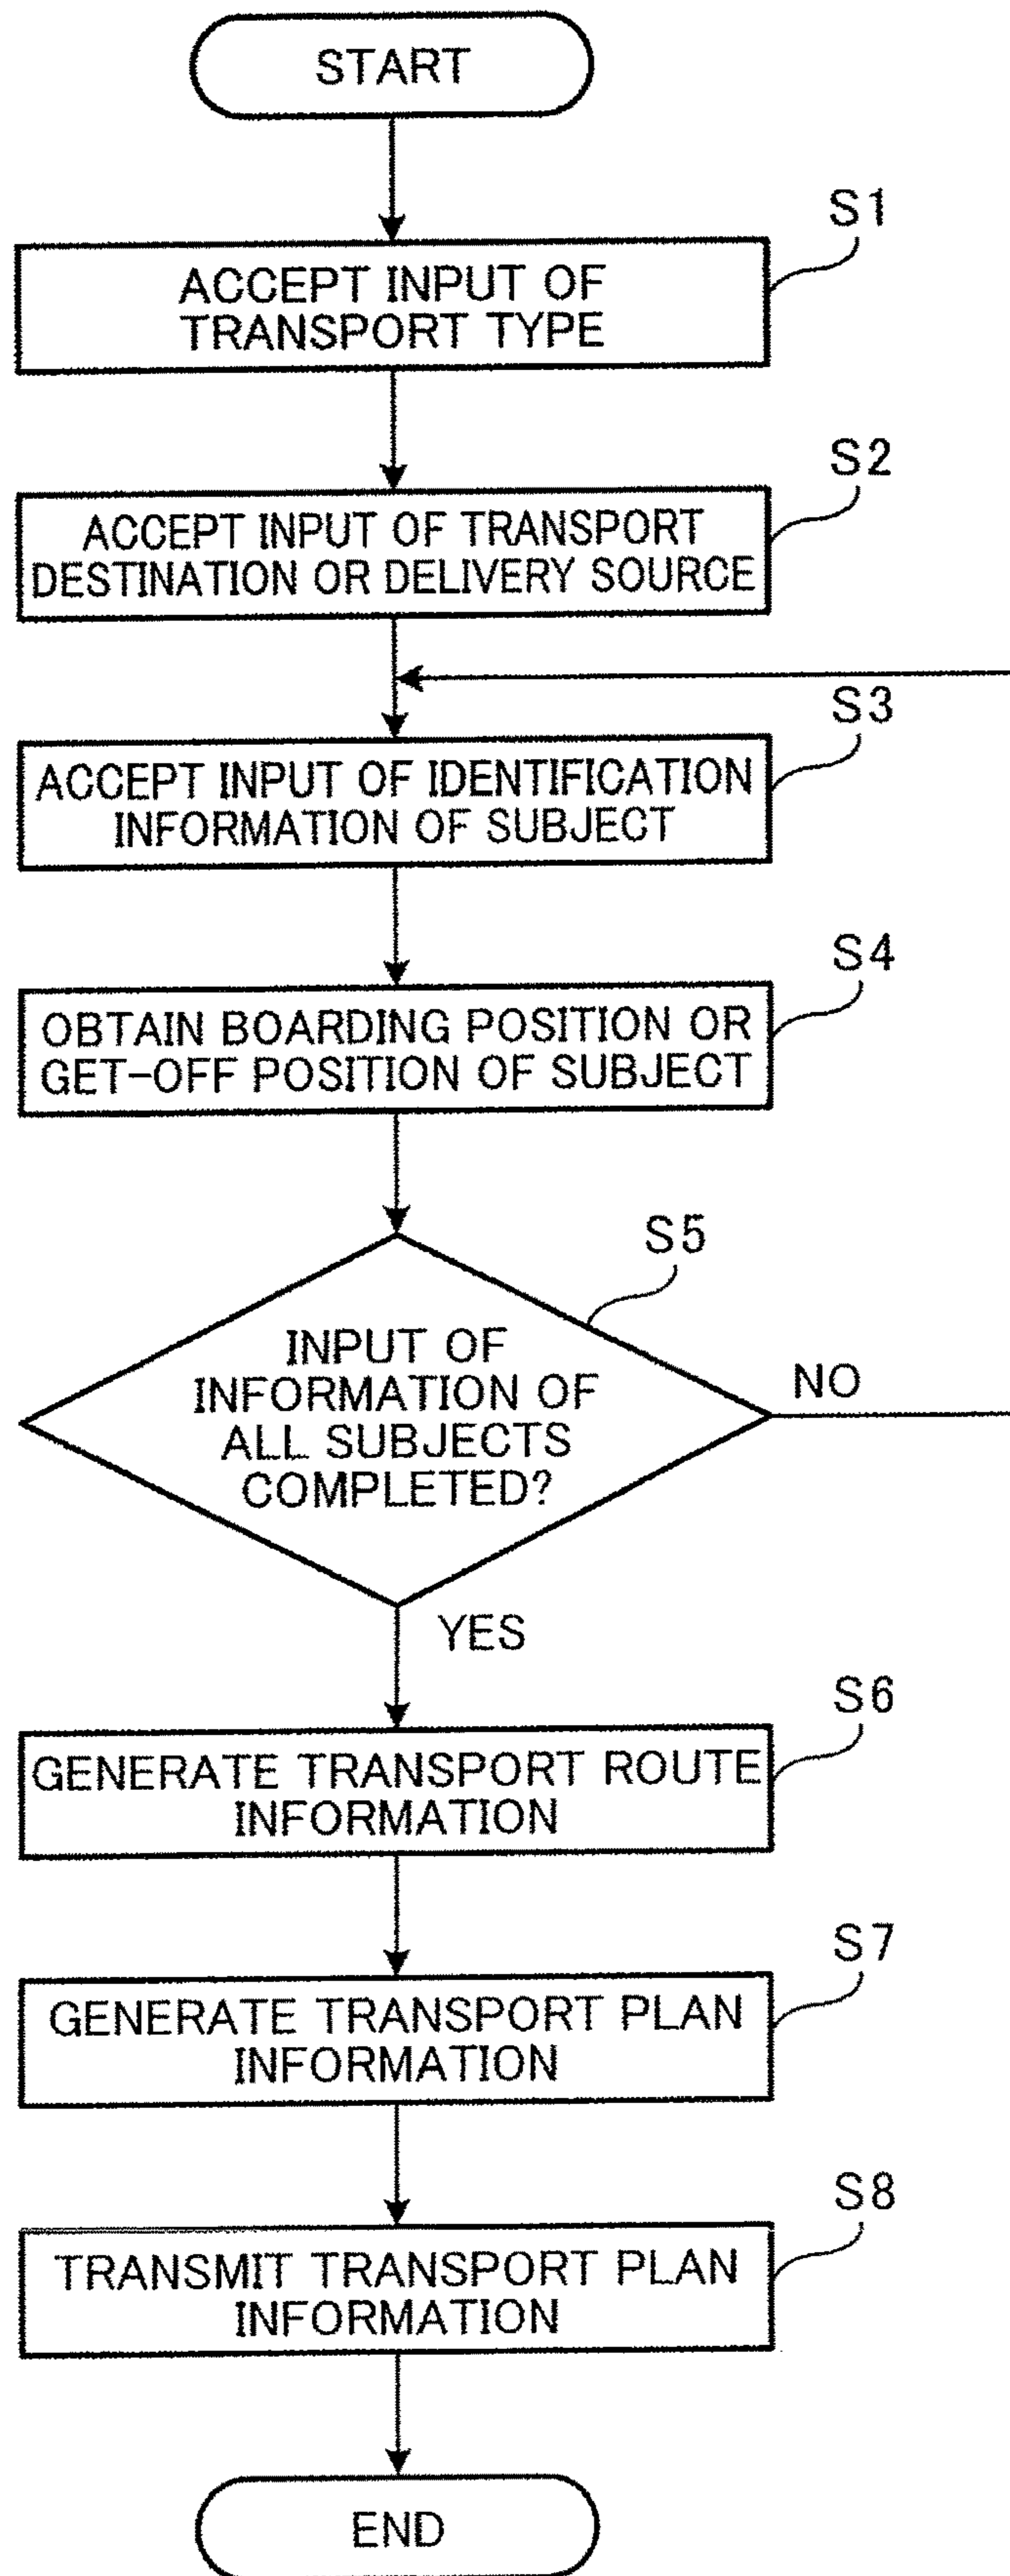 START
S1
ACCEPT INPUT OF
TRANSPORT TYPE
S2
ACCEPT INPUT OF TRANSPORT
DESTINATION OR DELIVERY SOURCE
S3
ACCEPT INPUT OF IDENTIFICATION
INFORMATION OF SUBJECT
S4
OBTAIN BOARDING POSITION OR
GET-OFF POSITION OF SUBJECT
S5
INPUT OF
INFORMATION OF
ALL SUBJECTS
COMPLETED?
NO
YES
S6
GENERATE TRANSPORT ROUTE
INFORMATION
S7
GENERATE TRANSPORT PLAN
INFORMATION
S8
TRANSMIT TRANSPORT PLAN
INFORMATION
END